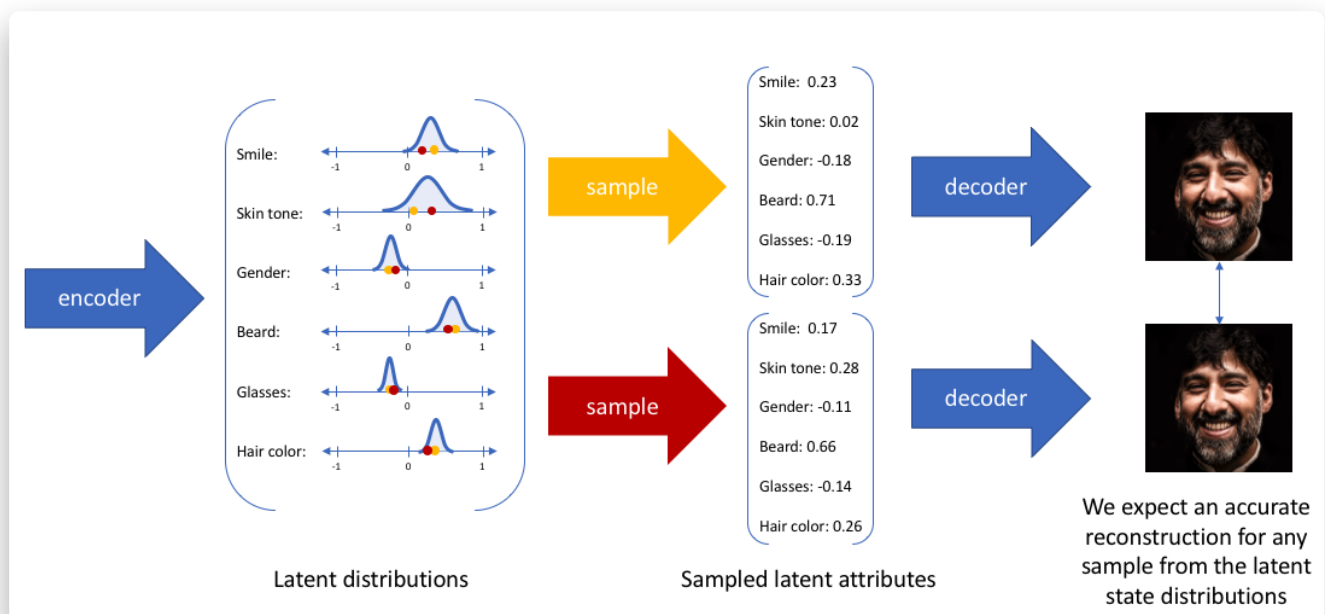 encoder
Smile:
-1 0 1
Skin tone:
-1 0 1
Gender:
-1 0 1
Beard:
-1 0 1
Glasses:
-1 0 1
Hair color:
-1 0 1
Latent distributions
sample
sample
Smile: 0.23
Skin tone: 0.02
Gender: -0.18
Beard: 0.71
Glasses: -0.19
Hair color: 0.33
Smile: 0.17
Skin tone: 0.28
Gender: -0.11
Beard: 0.66
Glasses: -0.14
Hair color: 0.26
Sampled latent attributes
decoder
decoder
We expect an accurate
reconstruction for any
sample from the latent
state distributions